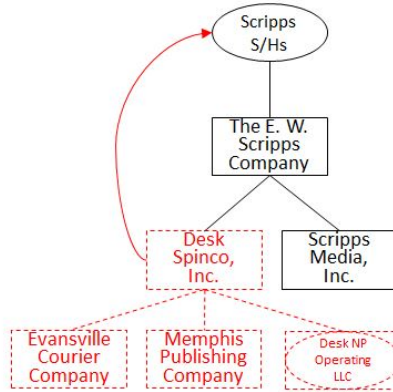 Scripps
S/Hs
The E. W.
Scripps
Company
Desk
Spinco,
Inc.
Scripps
Media,
Inc.
Evansville
Courier
Company
Memphis
Publishing
Company
Desk NP
Operating
LLC